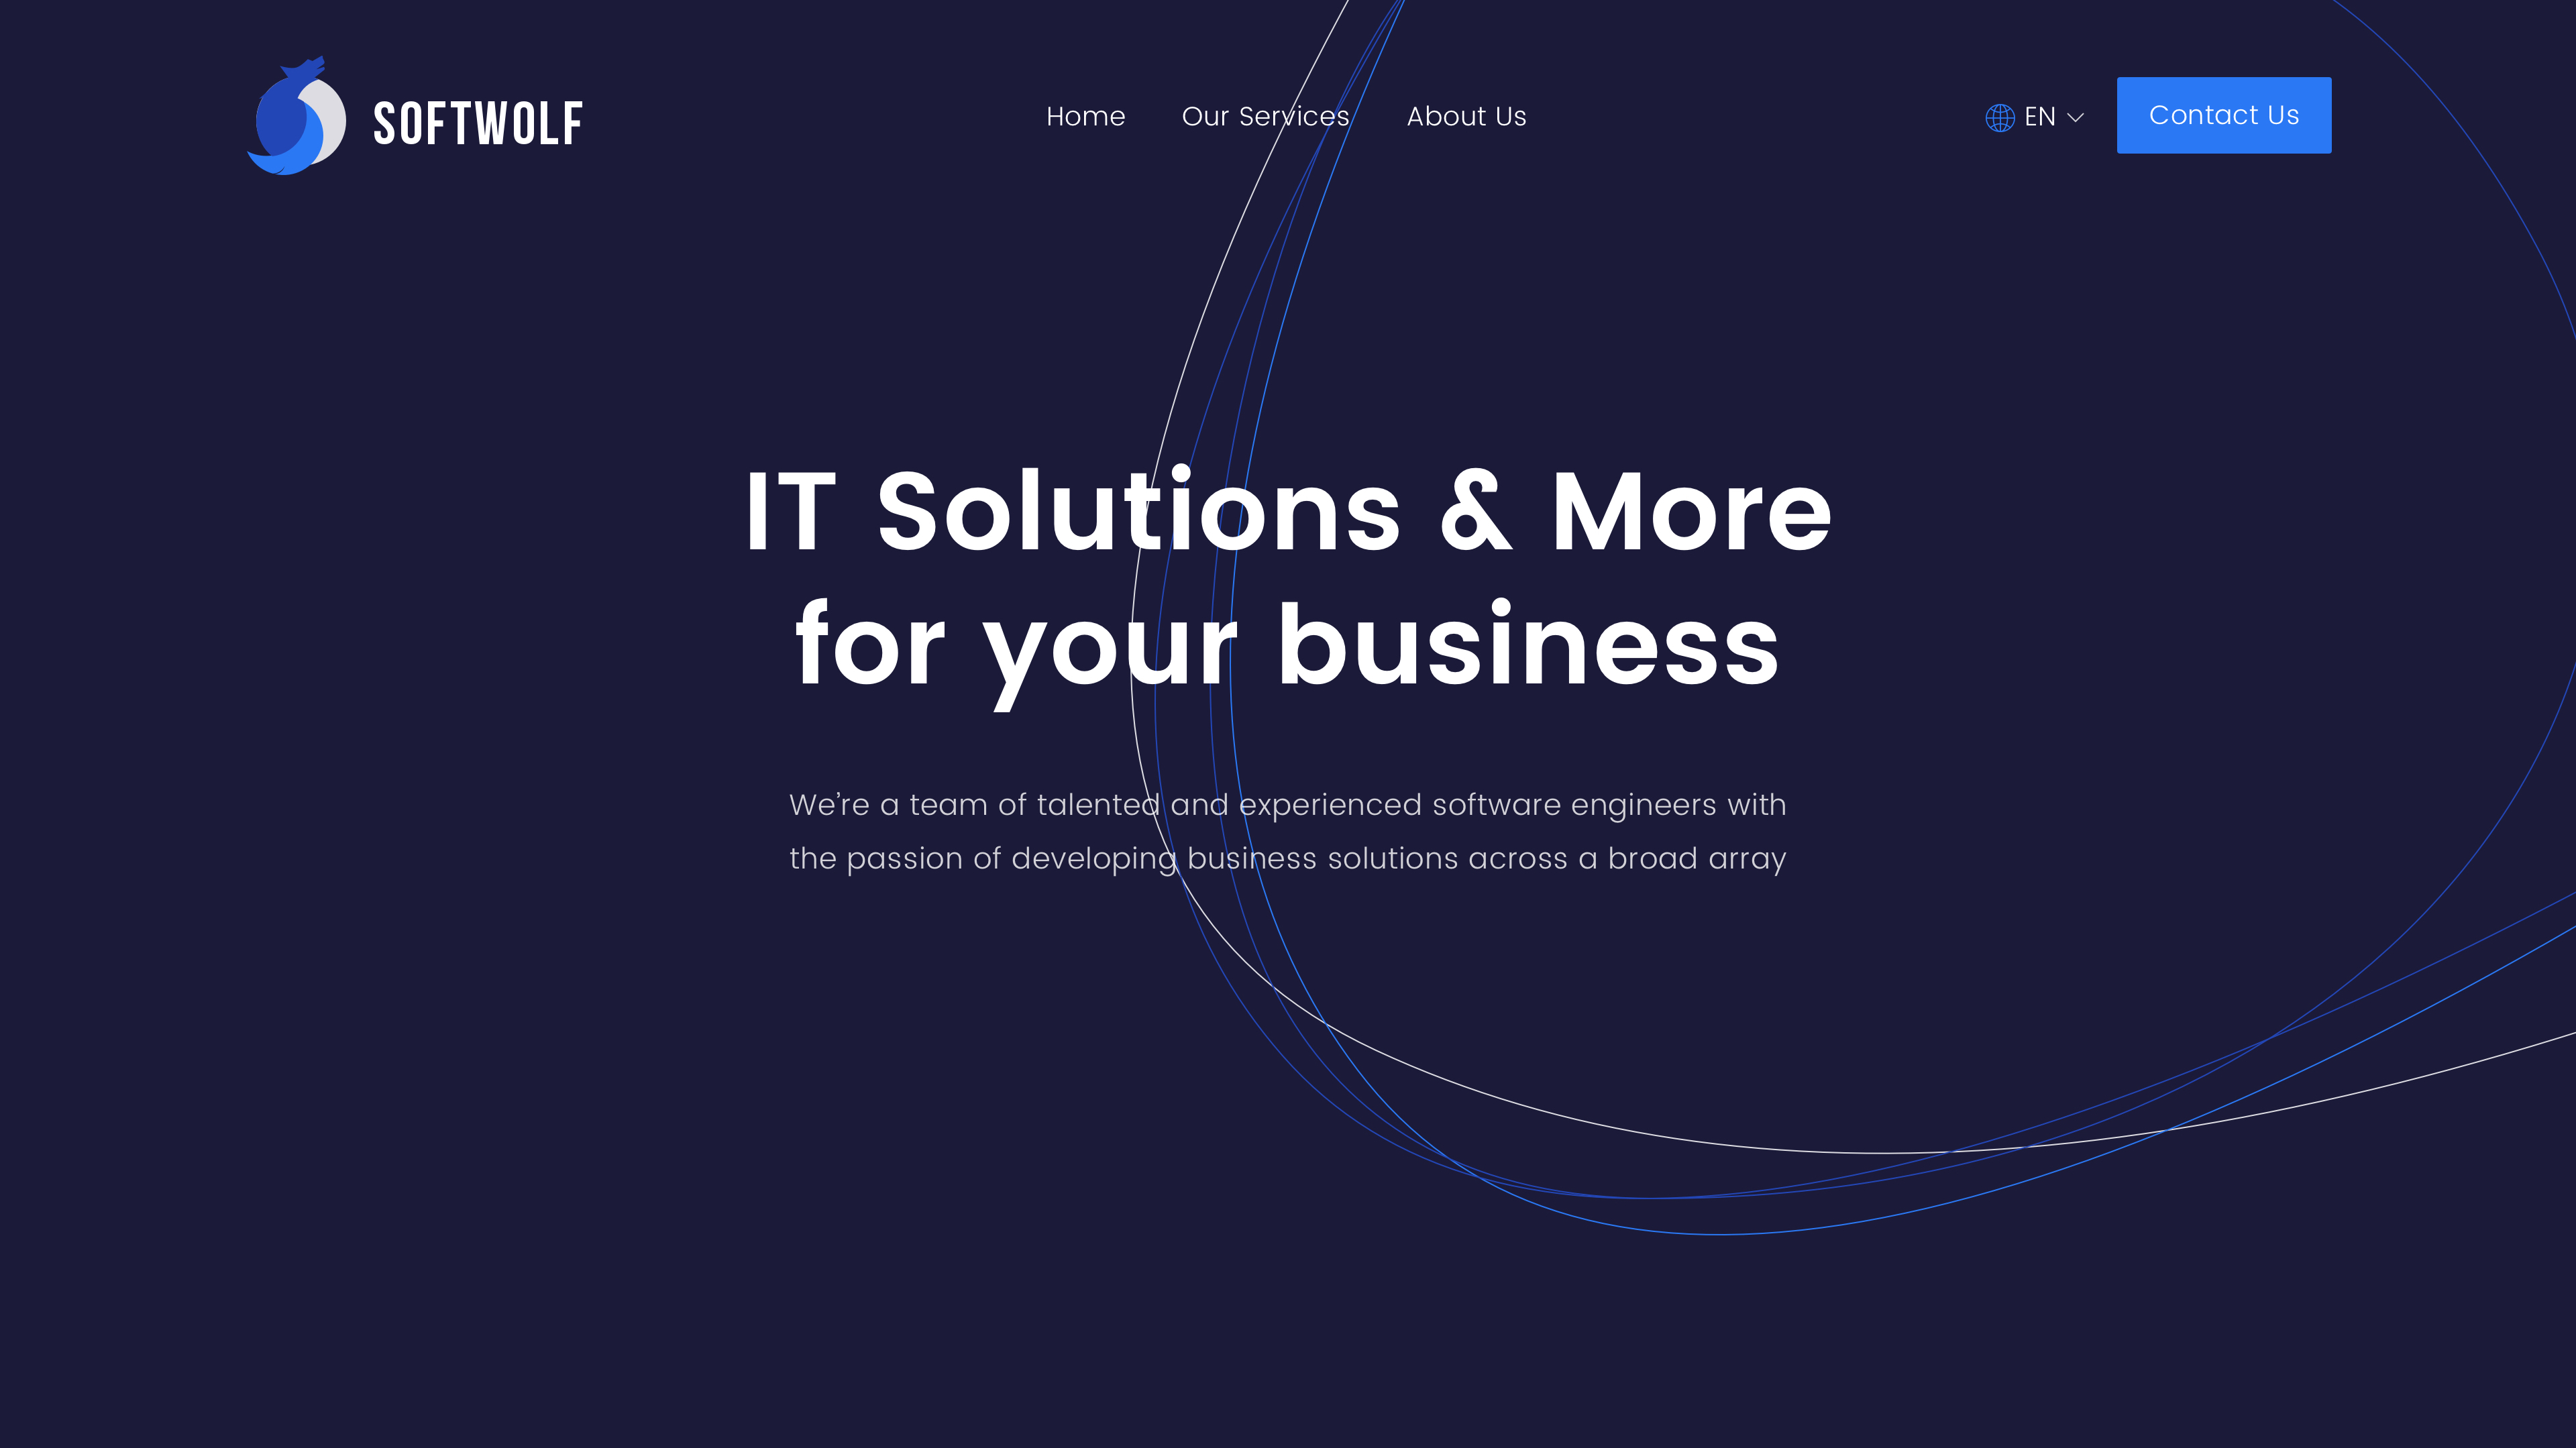 SOFTWOLF
Home Our Services About Us
EN
Contact Us
IT Solutions & More
for your business
We’re a team of talented and experienced software engineers with
the passion of developing business solutions across a broad array